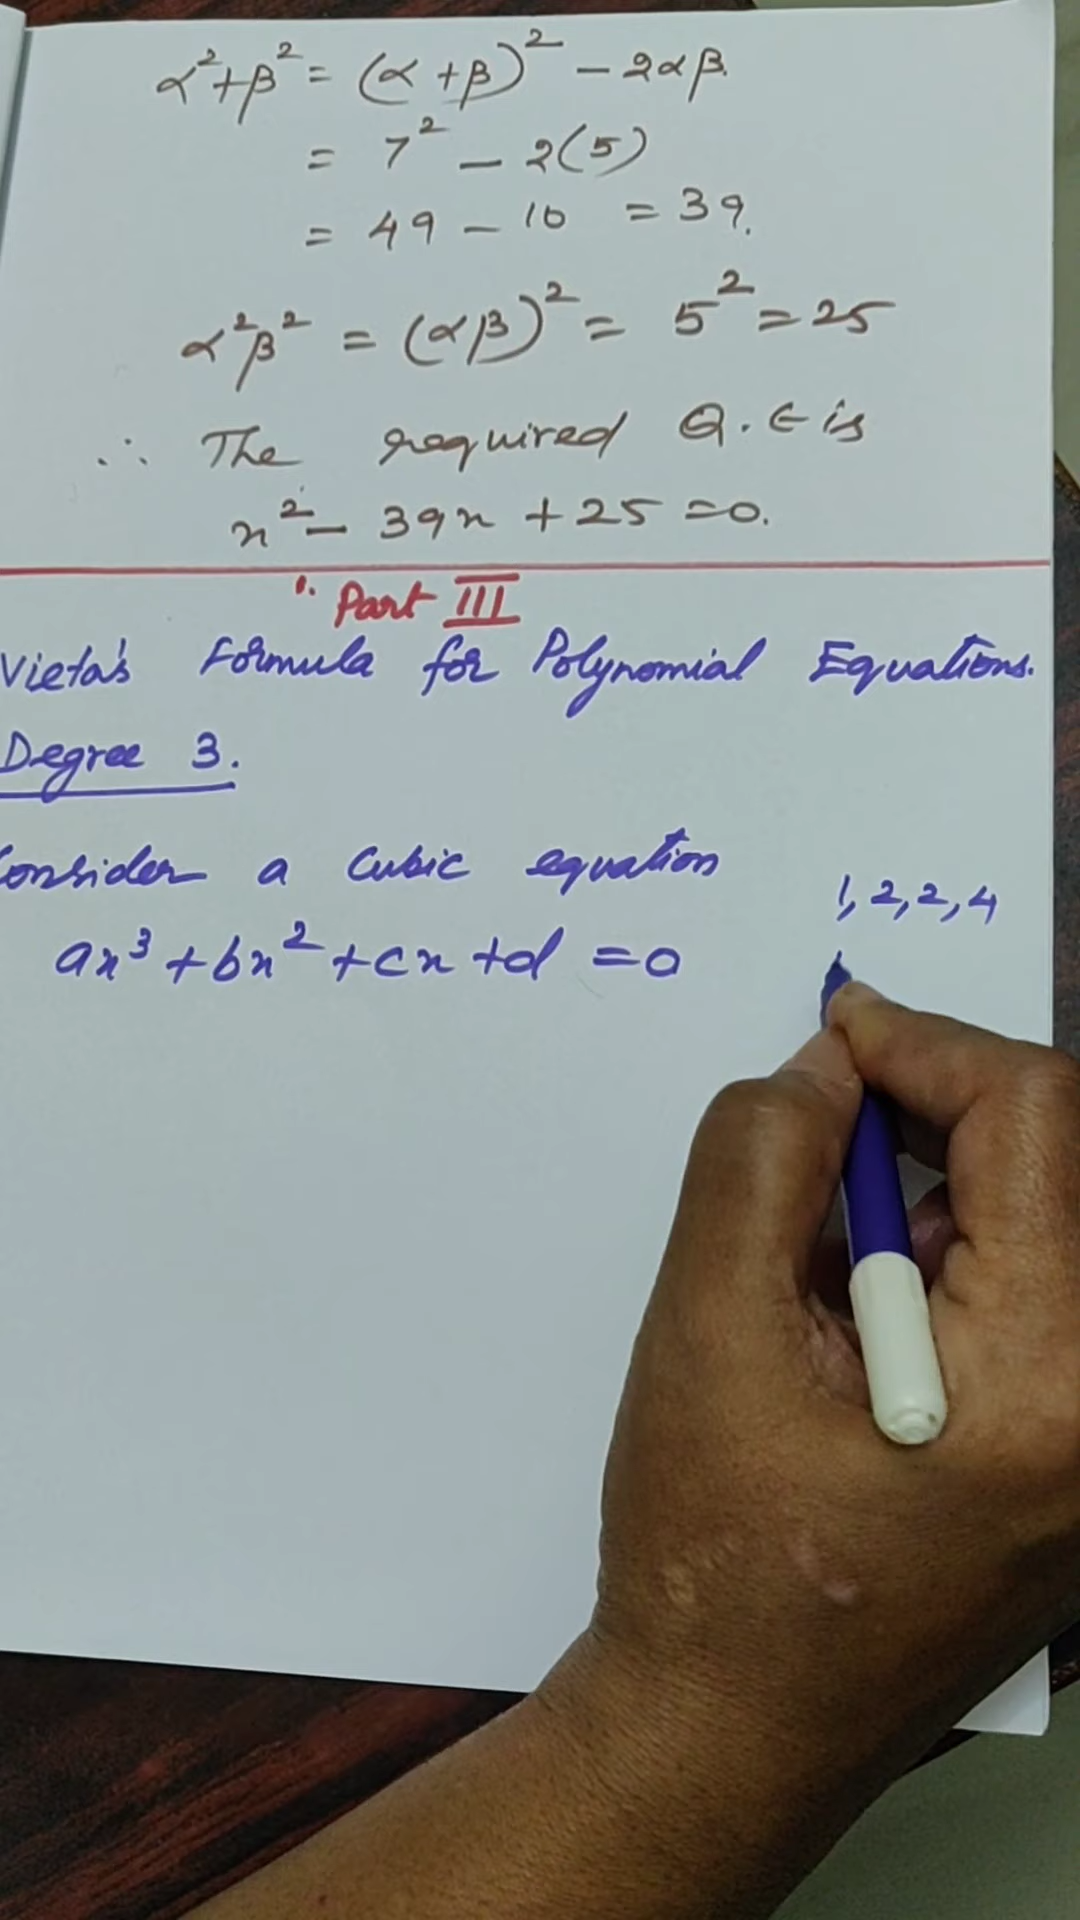 α²+β² = (α+β)² − 2αβ.
= 7² − 2(5)
= 49 − 10 = 39.
α²β² = (αβ)² = 5² = 25
∴ The required Q.E is
x² − 39x + 25 = 0.
Part III
Vieta's Formula for Polynomial Equations.
Degree 3.
Consider a cubic equation
1, 2, 2, 4
ax³ + bx² + cx + d = 0